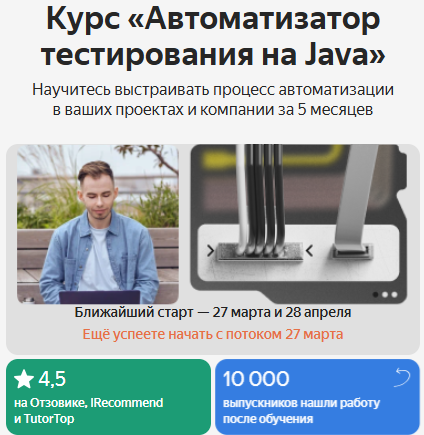 Курс «Автоматизатор
тестирования на Java»
Научитесь выстраивать процесс автоматизации
в ваших проектах и компании за 5 месяцев
Ближайший старт — 27 марта и 28 апреля
Ещё успеете начать с потоком 27 марта
4,5
на Отзовике, IRecommend
и TutorTop
10 000
выпускников нашли работу
после обучения